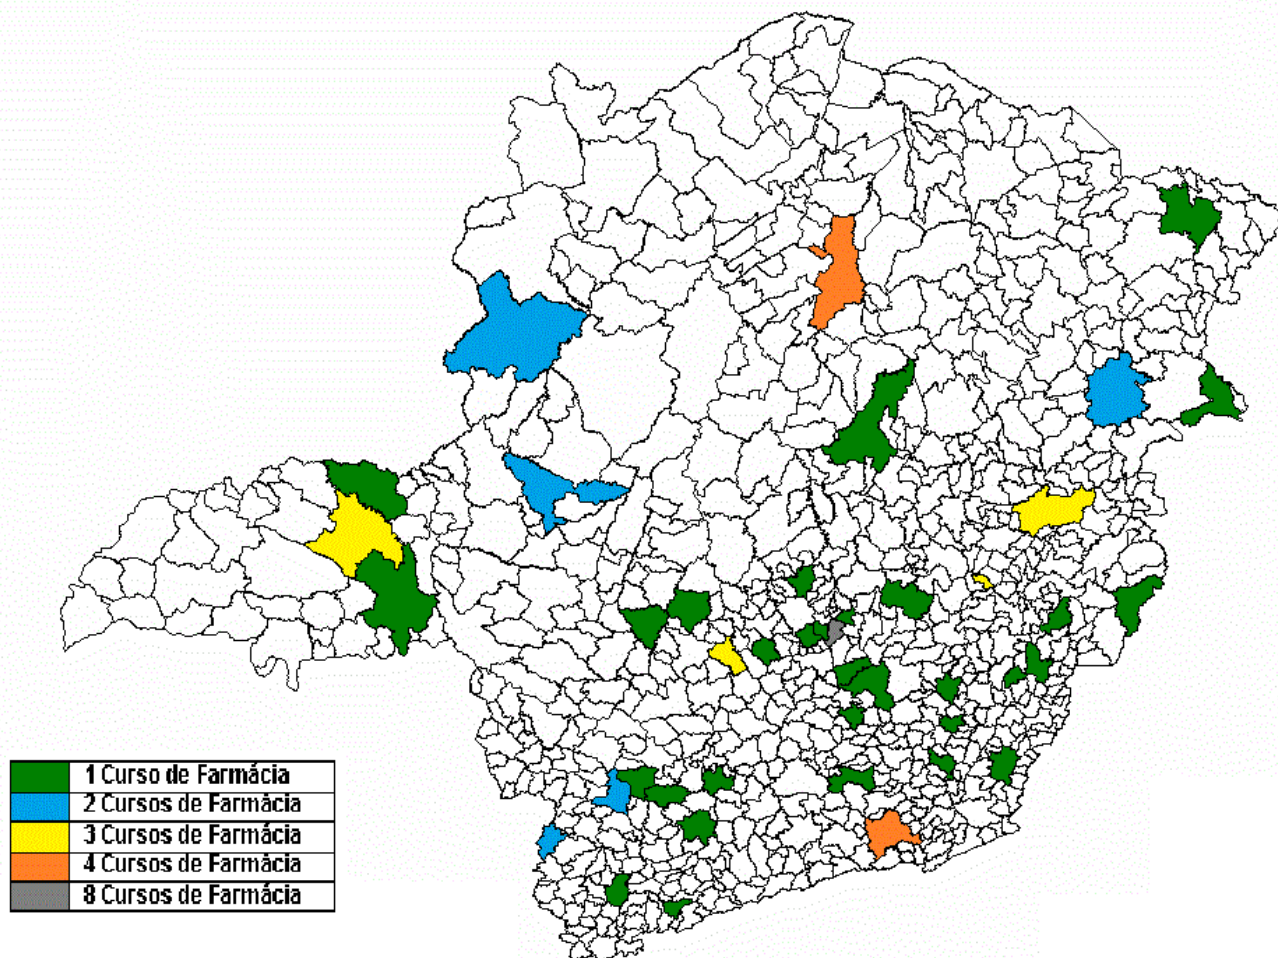 1 Curso de Farmácia
2 Cursos de Farmácia
3 Cursos de Farmácia
4 Cursos de Farmácia
8 Cursos de Farmácia